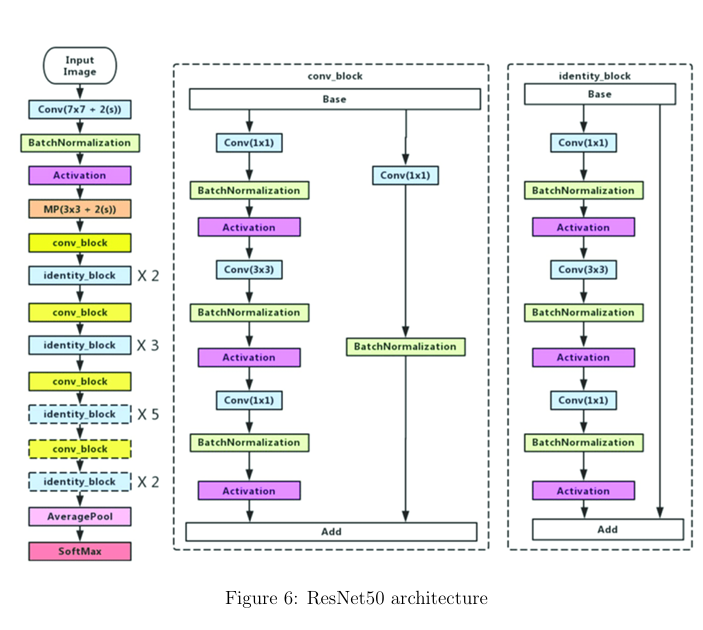 Input
Image
Conv(7x7 + 2(s))
BatchNormalization
Activation
MP(3x3 + 2(s))
conv_block
identity_block X 2
conv_block
identity_block X 3
conv_block
identity_block X 5
conv_block
identity_block X 2
AveragePool
SoftMax
conv_block
Base
Conv(1x1)
BatchNormalization
Activation
Conv(3x3)
BatchNormalization
Activation
Conv(1x1)
BatchNormalization
Activation
Conv(1x1)
BatchNormalization
Add
identity_block
Base
Conv(1x1)
BatchNormalization
Activation
Conv(3x3)
BatchNormalization
Activation
Conv(1x1)
BatchNormalization
Activation
Add
Figure 6: ResNet50 architecture